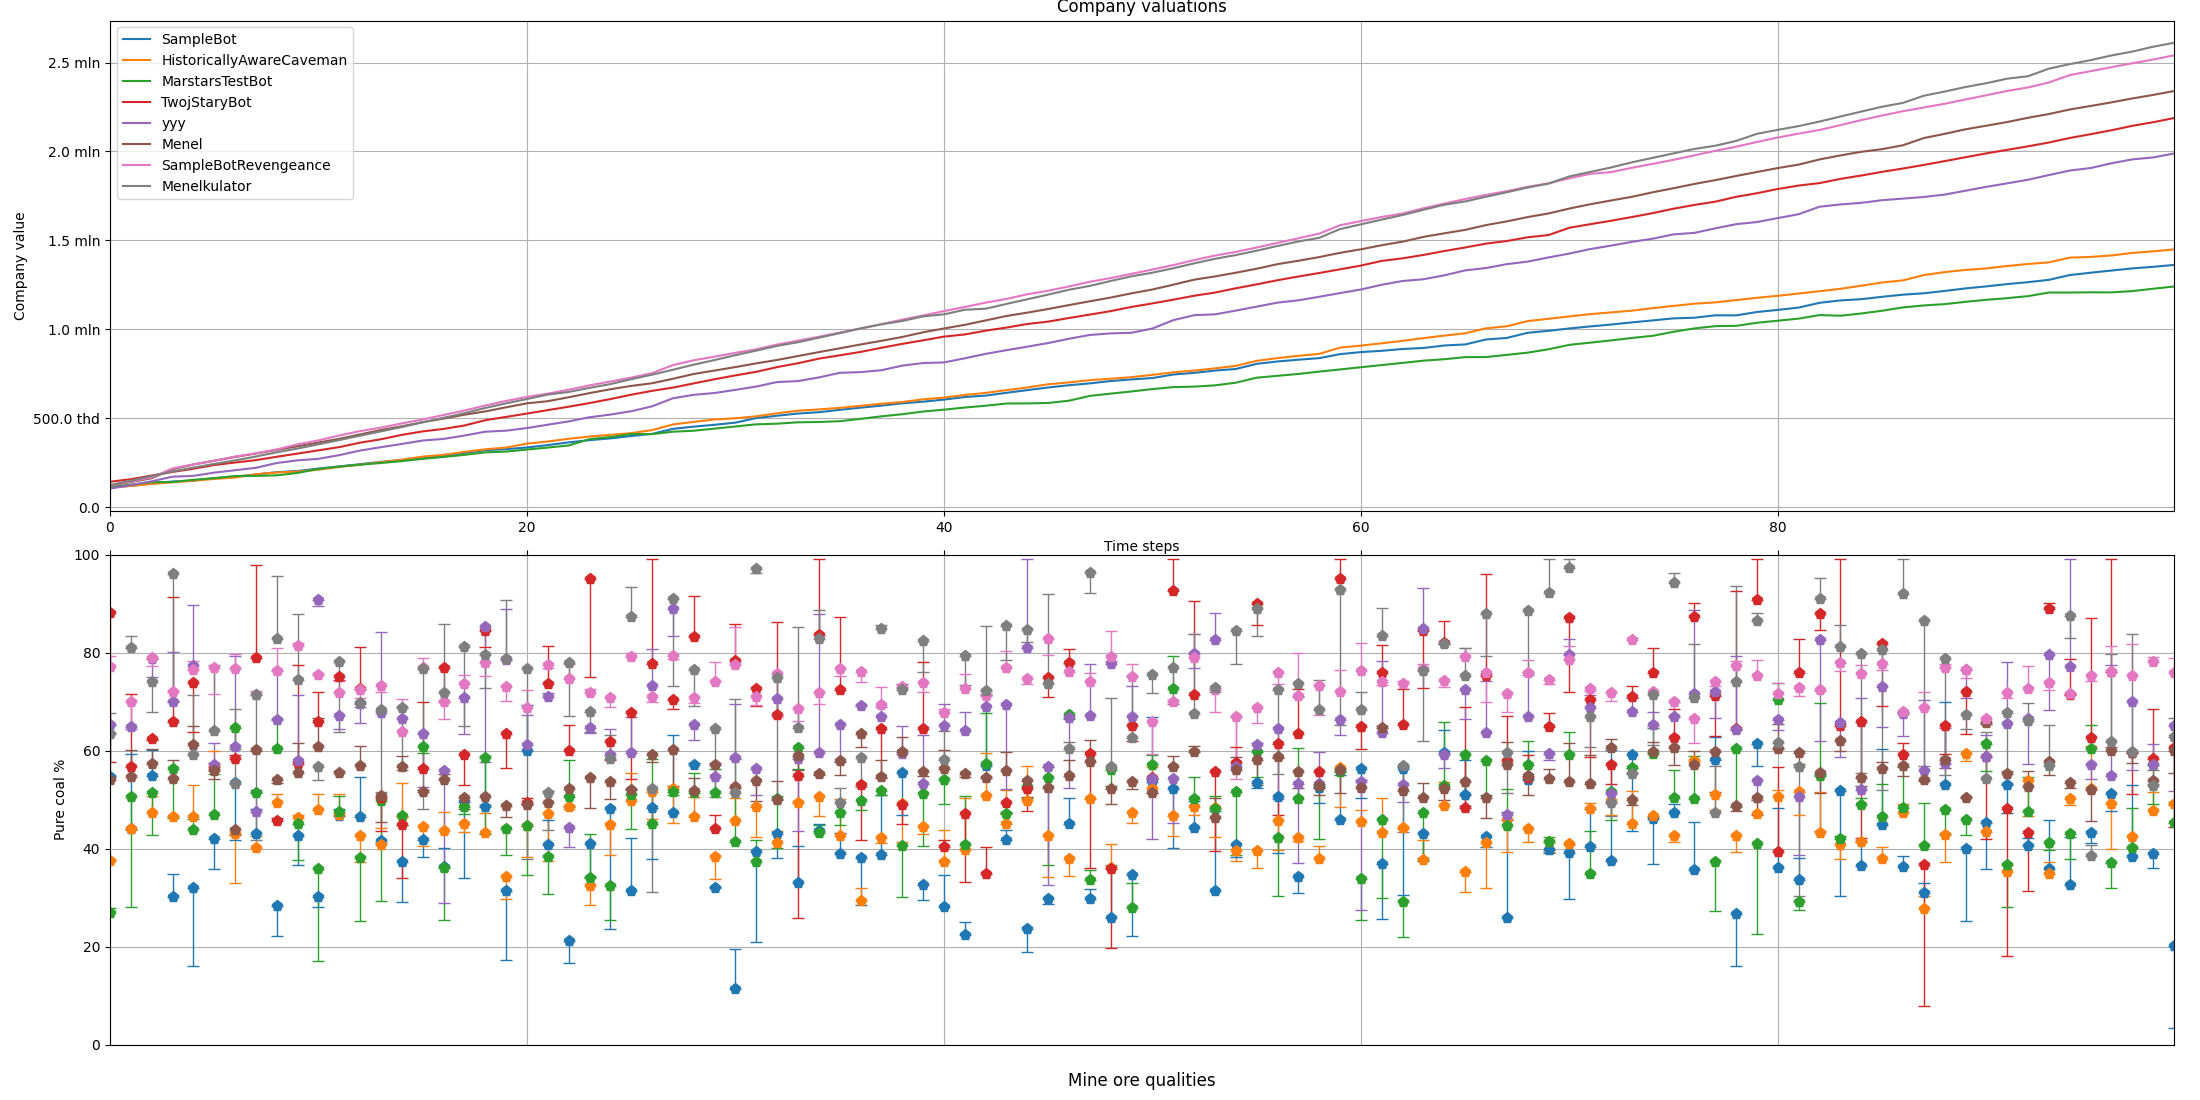 Company valuations
SampleBot
HistoricallyAwareCaveman
MarstarsTestBot
TwojStaryBot
yyy
Menel
SampleBotRevengeance
Menelkulator
Company value
2.5 mln
2.0 mln
1.5 mln
1.0 mln
500.0 thd
0.0
0 20 40 60 80
Time steps
Pure coal %
100
80
60
40
20
0
Mine ore qualities